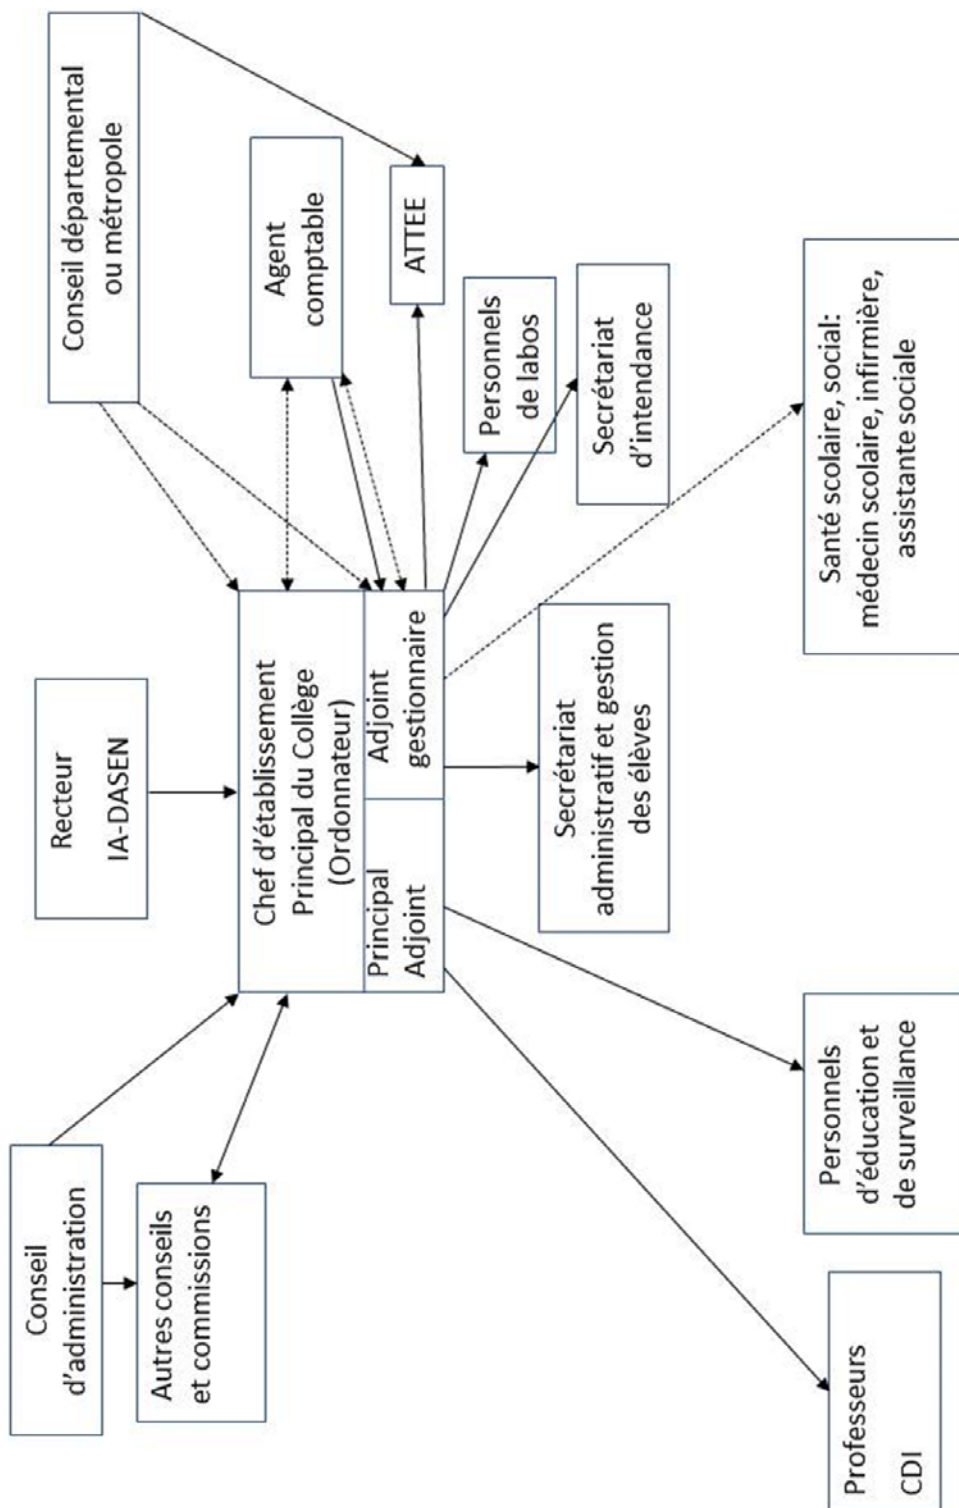 Conseil
d'administration
Autres conseils
et commissions
Recteur
IA-DASEN
Conseil départemental
ou métropole
Chef d'établissement
Principal du Collège
(Ordonnateur)
Principal
Adjoint
Adjoint
gestionnaire
Agent
comptable
ATTEE
Personnels
de labos
Secrétariat
d'intendance
Secrétariat
administratif et gestion
des élèves
Professeurs
CDI
Personnels
d'éducation et
de surveillance
Santé scolaire, social:
médecin scolaire, infirmière,
assistante sociale